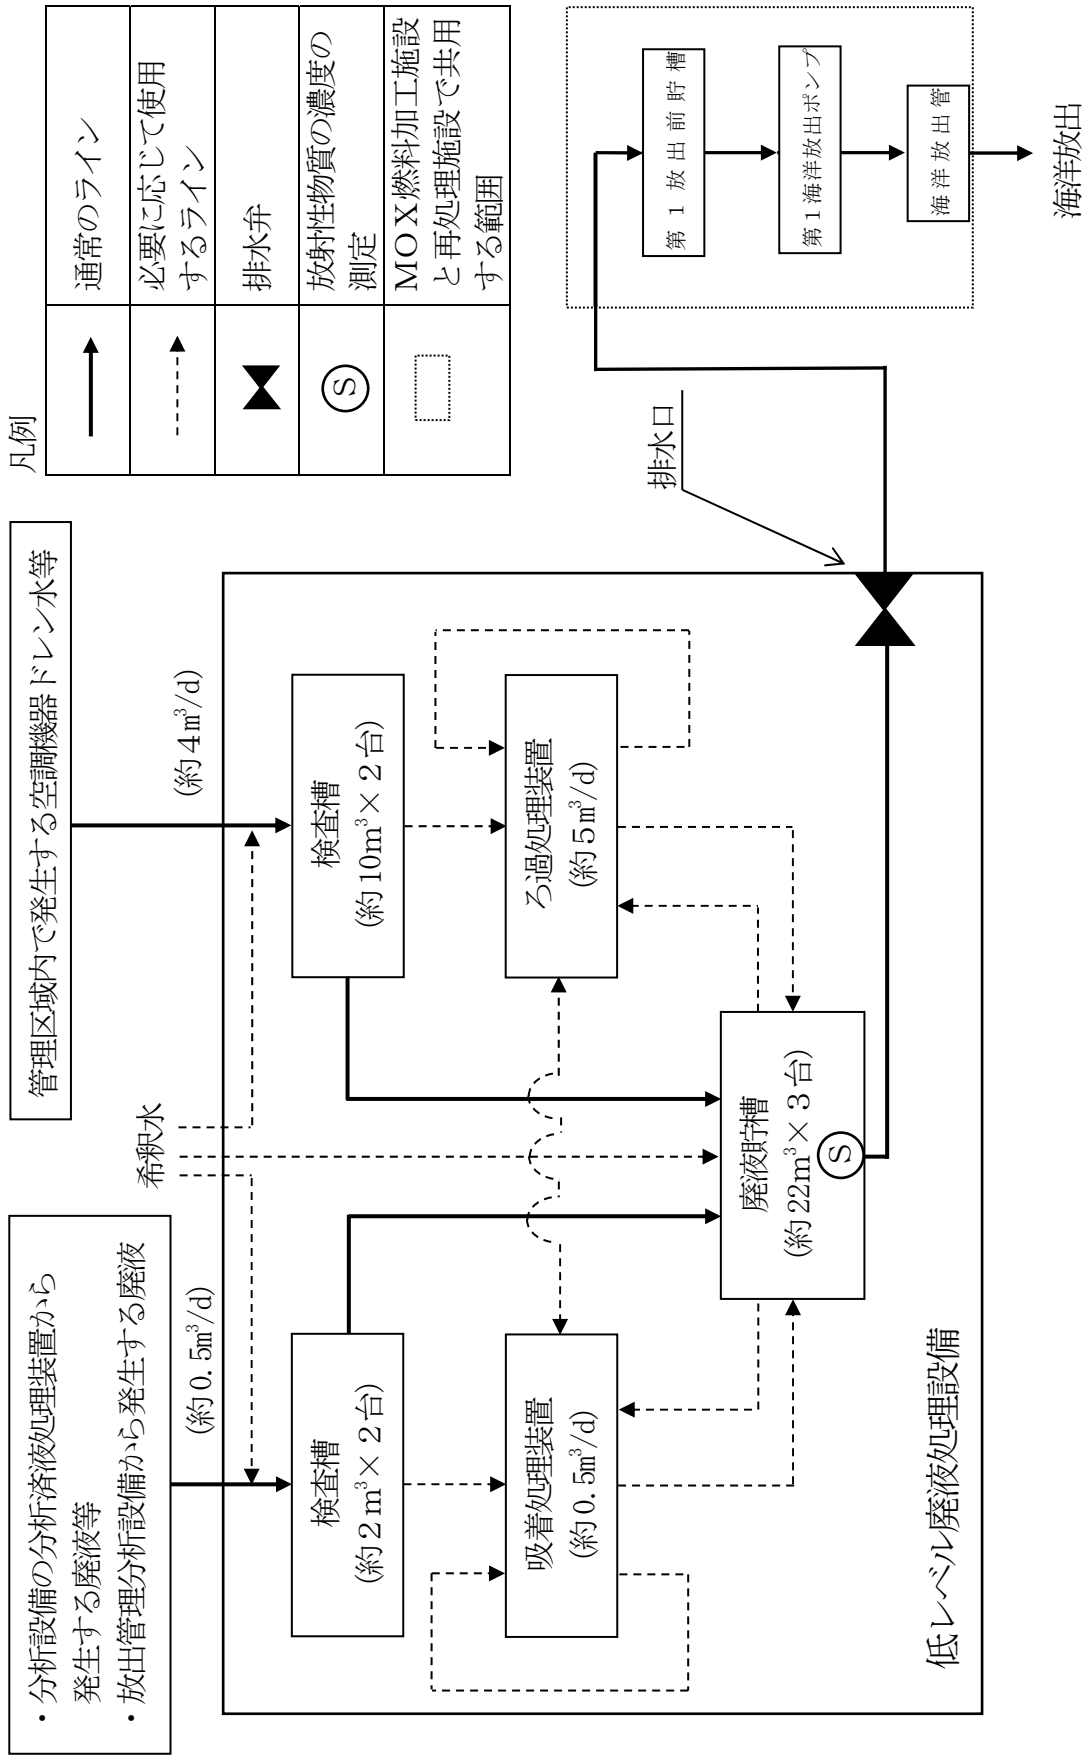 ・分析設備の分析済液処理装置から
発生する廃液等
・放出管理分析設備から発生する廃液
管理区域内で発生する空調機器ドレン水等
凡例
通常のライン
必要に応じて使用
するライン
排水弁
Ⓢ
放射性物質の濃度の
測定
MOX燃料加工施設
と再処理施設で共用
する範囲
希釈水
(約0.5m³/d)
(約4m³/d)
検査槽
(約2m³×2台)
検査槽
(約10m³×2台)
吸着処理装置
(約0.5m³/d)
ろ過処理装置
(約5m³/d)
廃液貯槽
(約22m³×3台)
Ⓢ
低レベル廃液処理設備
排水口
第1放出前貯槽
第1海洋放出ポンプ
海洋放出管
海洋放出